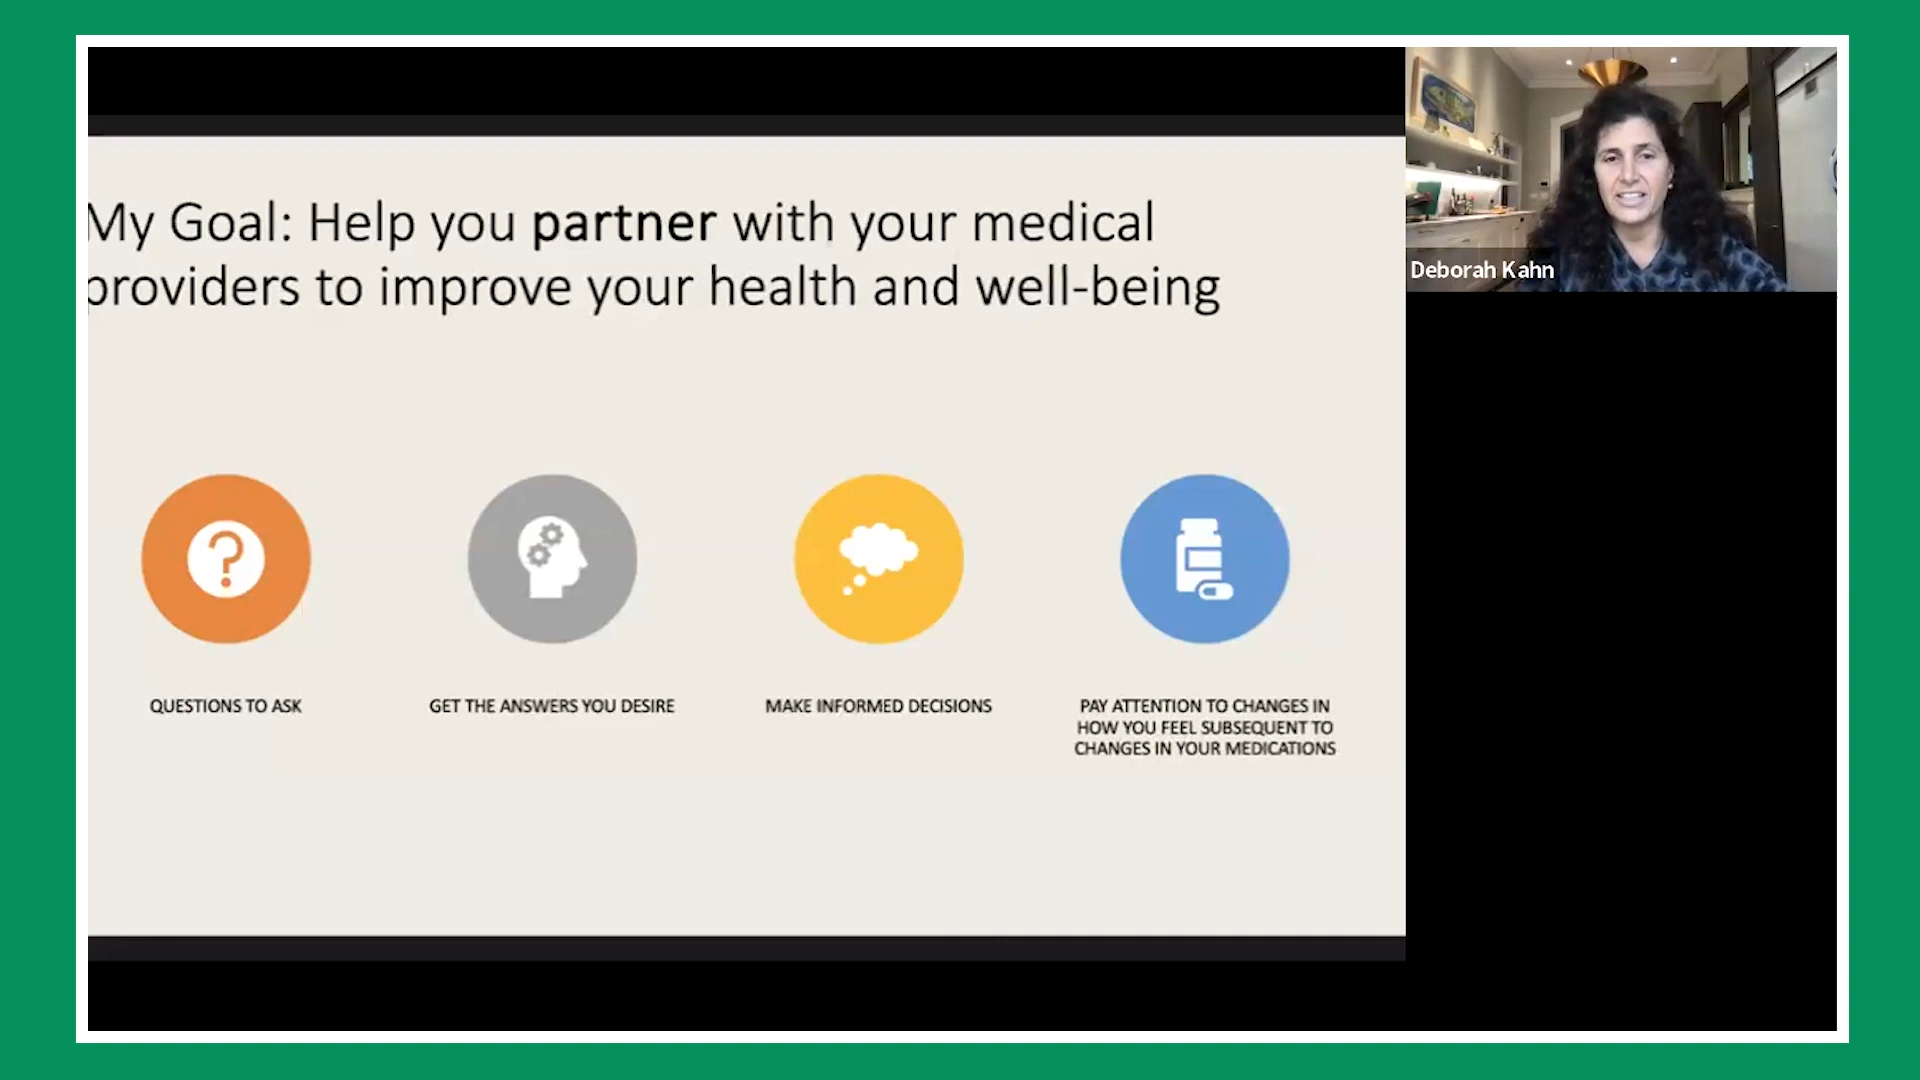 My Goal: Help you partner with your medical
providers to improve your health and well-being
QUESTIONS TO ASK
GET THE ANSWERS YOU DESIRE
MAKE INFORMED DECISIONS
PAY ATTENTION TO CHANGES IN
HOW YOU FEEL SUBSEQUENT TO
CHANGES IN YOUR MEDICATIONS
Deborah Kahn